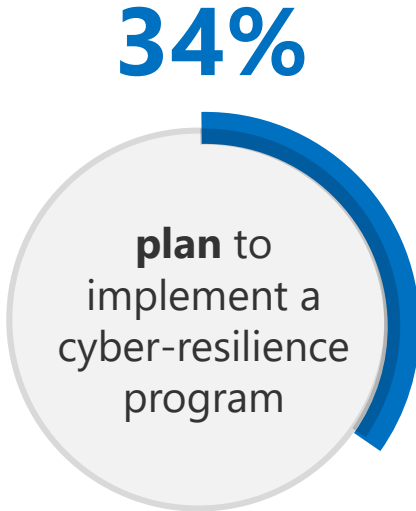 34%
plan to
implement a
cyber-resilience
program